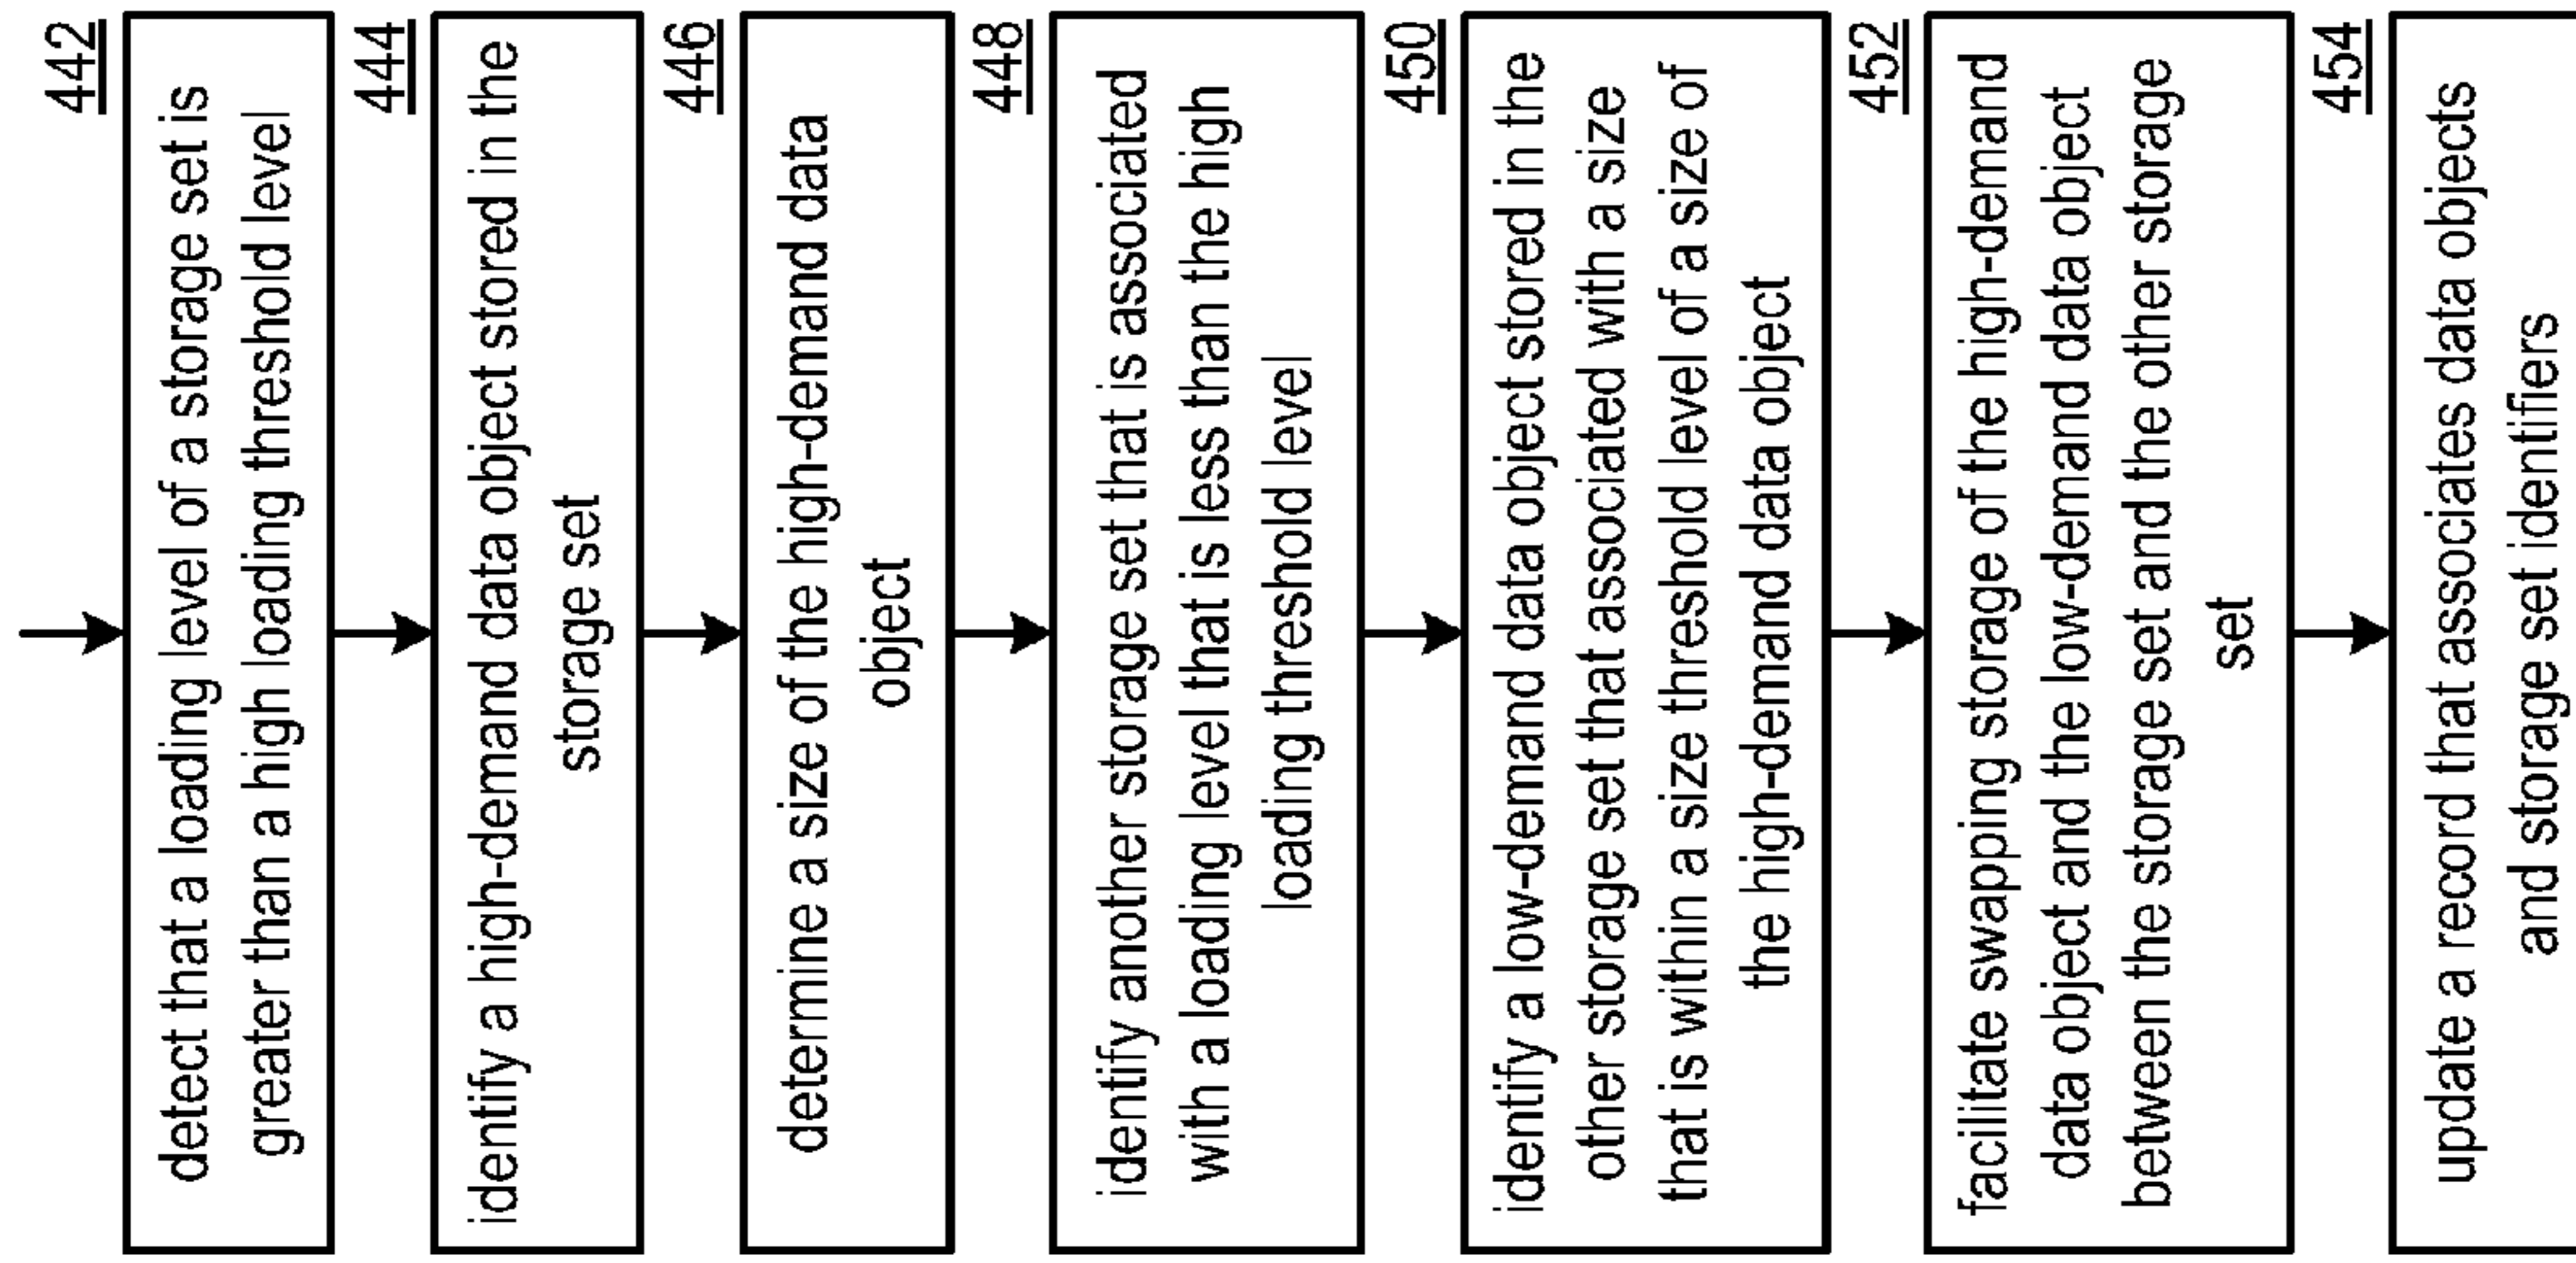 442
detect that a loading level of a storage set is
greater than a high loading threshold level
444
identify a high-demand data object stored in the
storage set
446
determine a size of the high-demand data
object
448
identify another storage set that is associated
with a loading level that is less than the high
loading threshold level
450
identify a low-demand data object stored in the
other storage set that associated with a size
that is within a size threshold level of a size of
the high-demand data object
452
facilitate swapping storage of the high-demand
data object and the low-demand data object
between the storage set and the other storage
set
454
update a record that associates data objects
and storage set identifiers